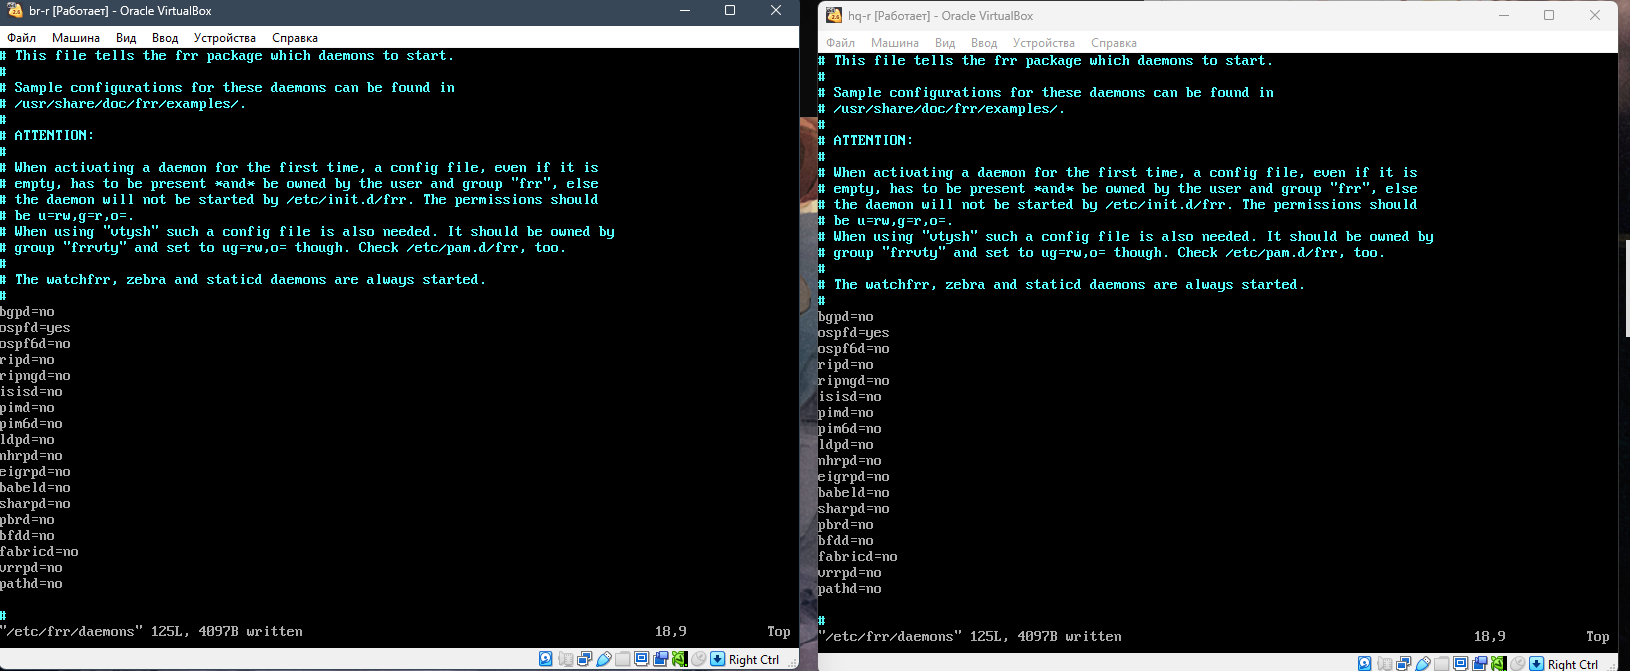 br-r [Работает] - Oracle VirtualBox
Файл Машина Вид Ввод Устройства Справка
# This file tells the frr package which daemons to start.
#
# Sample configurations for these daemons can be found in
# /usr/share/doc/frr/examples/.
#
# ATTENTION:
#
# When activating a daemon for the first time, a config file, even if it is
# empty, has to be present *and* be owned by the user and group "frr", else
# the daemon will not be started by /etc/init.d/frr. The permissions should
# be u=rw,g=r,o=.
# When using "vtysh" such a config file is also needed. It should be owned by
# group "frrvty" and set to ug=rw,o= though. Check /etc/pam.d/frr, too.
#
# The watchfrr, zebra and staticd daemons are always started.
#
bgpd=no
ospfd=yes
ospf6d=no
ripd=no
ripngd=no
isisd=no
pimd=no
pim6d=no
ldpd=no
nhrpd=no
eigrpd=no
babeld=no
sharpd=no
pbrd=no
bfdd=no
fabricd=no
vrrpd=no
pathd=no
#
"/etc/frr/daemons" 125L, 4097B written 18,9 Top
Right Ctrl
hq-r [Работает] - Oracle VirtualBox
Файл Машина Вид Ввод Устройства Справка
# This file tells the frr package which daemons to start.
#
# Sample configurations for these daemons can be found in
# /usr/share/doc/frr/examples/.
#
# ATTENTION:
#
# When activating a daemon for the first time, a config file, even if it is
# empty, has to be present *and* be owned by the user and group "frr", else
# the daemon will not be started by /etc/init.d/frr. The permissions should
# be u=rw,g=r,o=.
# When using "vtysh" such a config file is also needed. It should be owned by
# group "frrvty" and set to ug=rw,o= though. Check /etc/pam.d/frr, too.
#
# The watchfrr, zebra and staticd daemons are always started.
#
bgpd=no
ospfd=yes
ospf6d=no
ripd=no
ripngd=no
isisd=no
pimd=no
pim6d=no
ldpd=no
nhrpd=no
eigrpd=no
babeld=no
sharpd=no
pbrd=no
bfdd=no
fabricd=no
vrrpd=no
pathd=no
#
"/etc/frr/daemons" 125L, 4097B written 18,9 Top
Right Ctrl